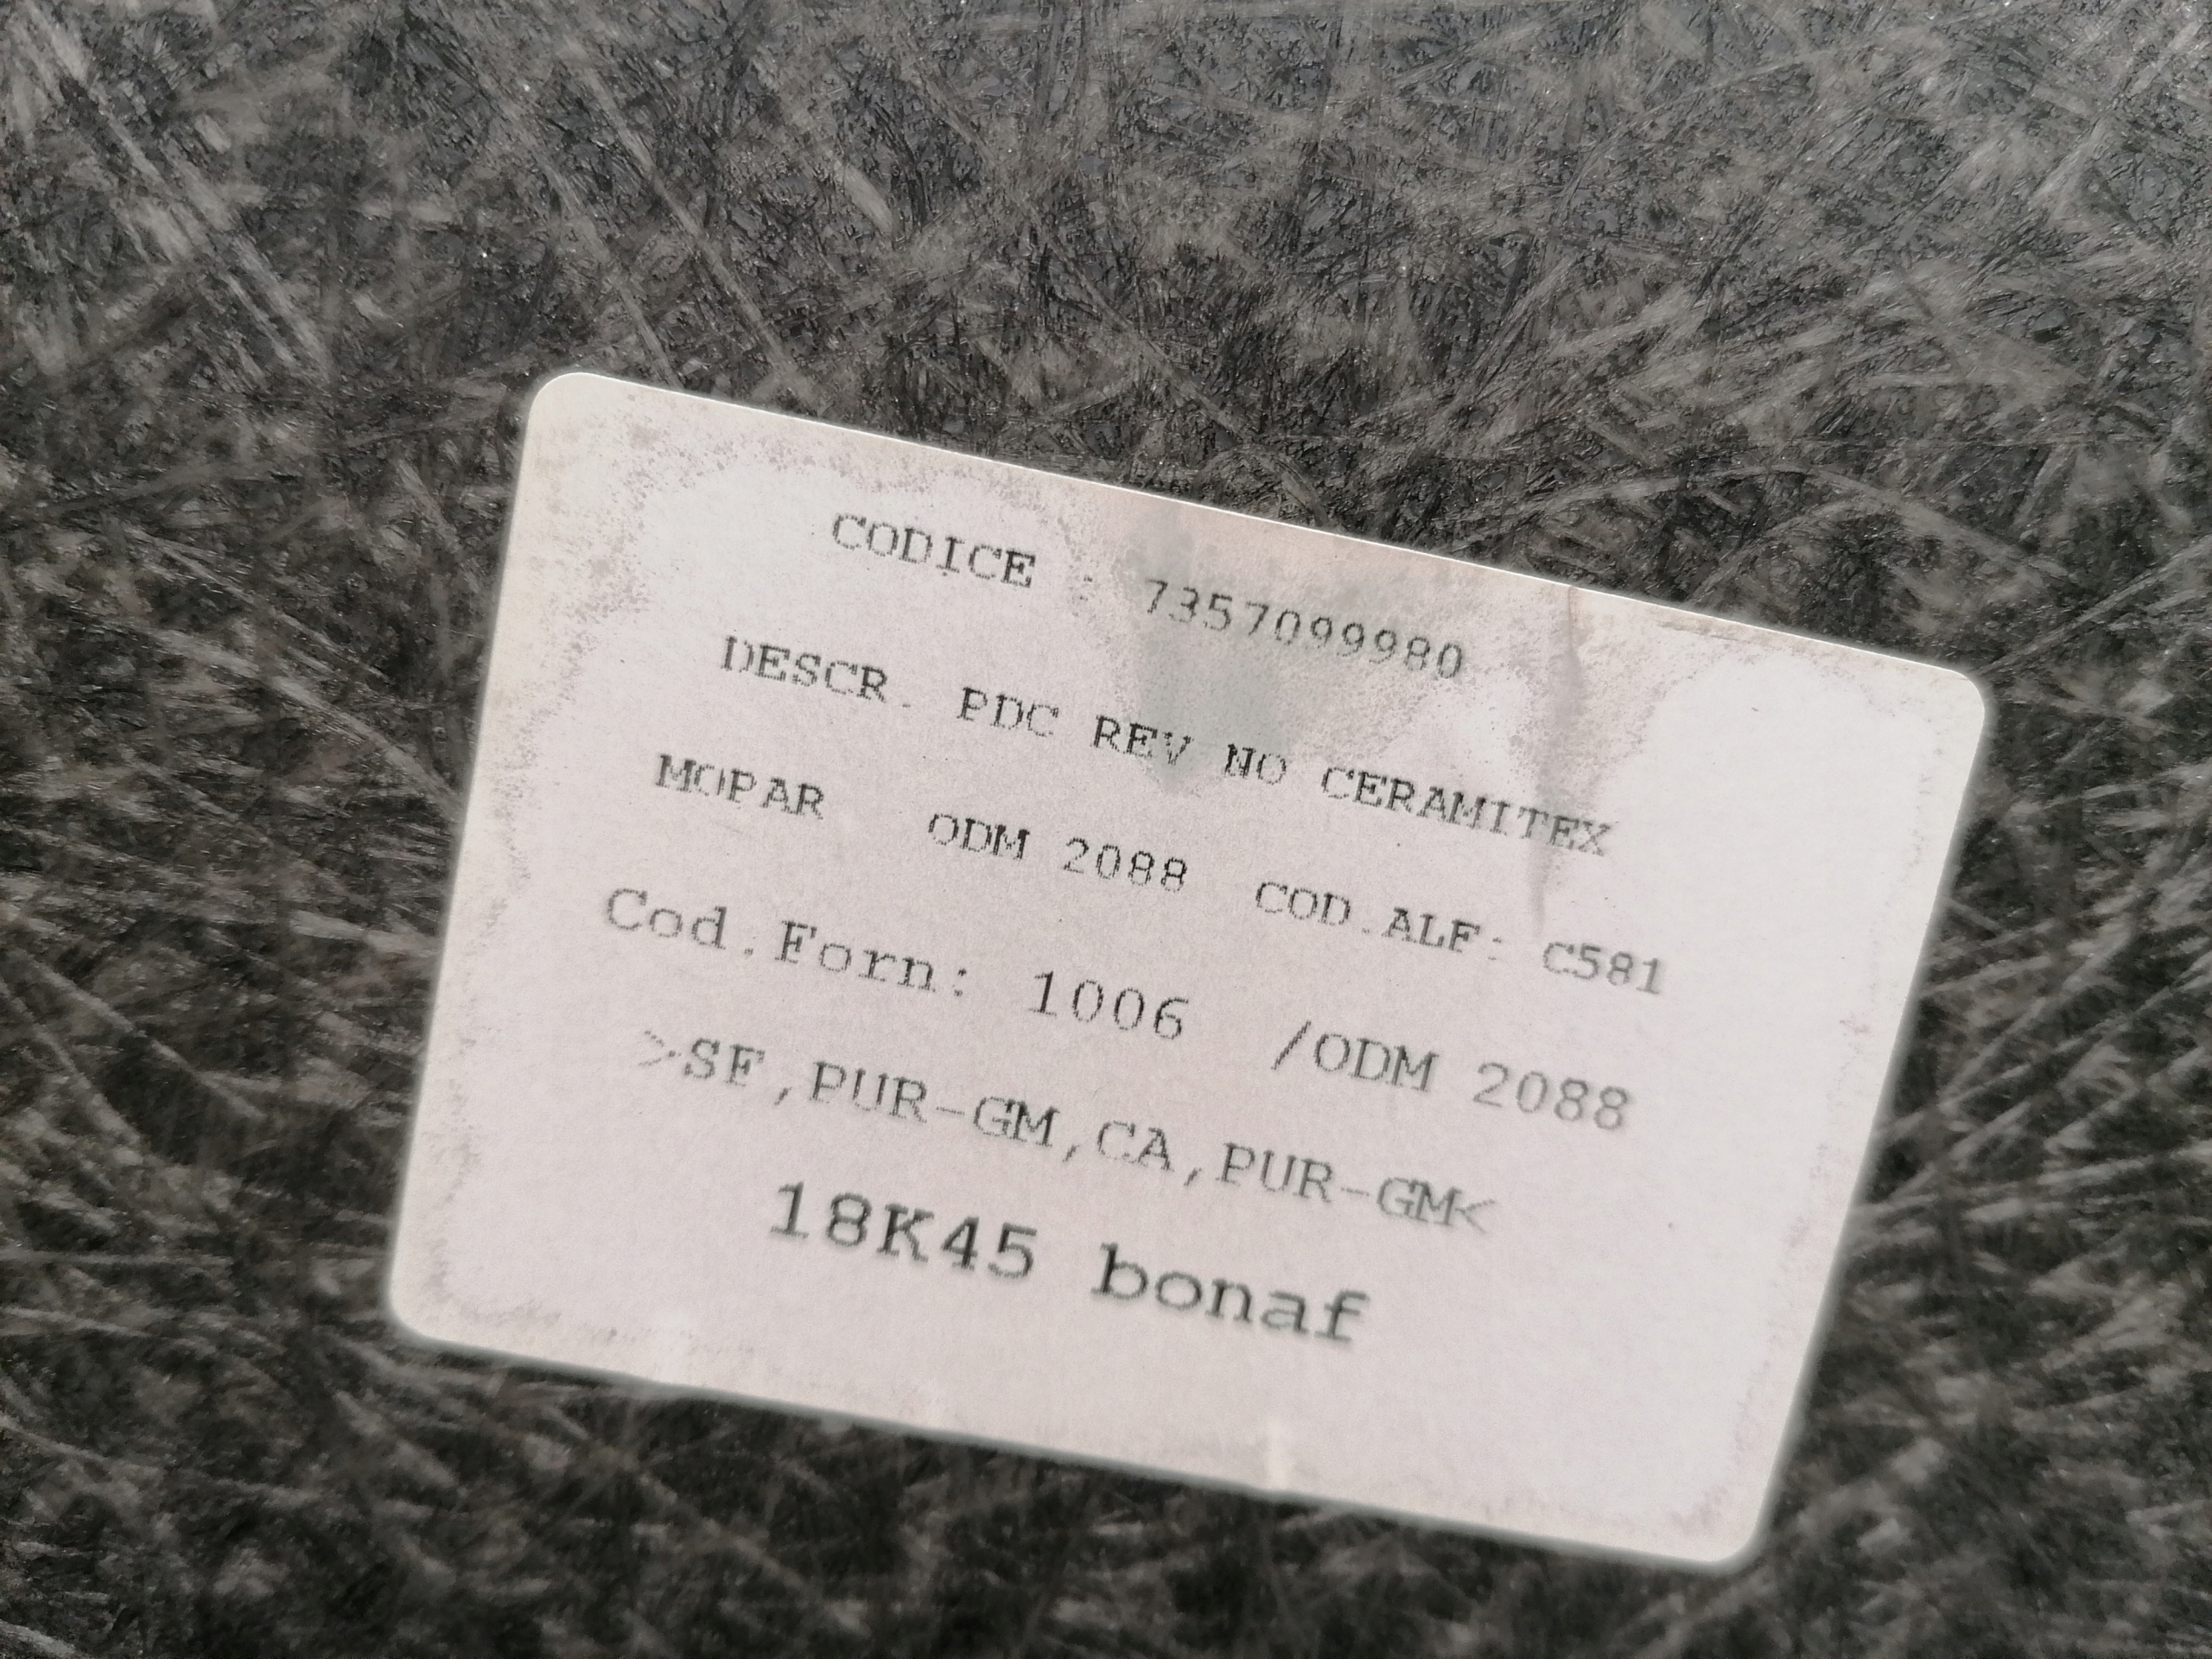 CODICE : 7357099980
DESCR. PDC REV NO CERAMITEX
MOPAR ODM 2088 COD.ALF: C581
Cod.Forn: 1006 /ODM 2088
>SF,PUR-GM,CA,PUR-GM<
18K45 bonaf